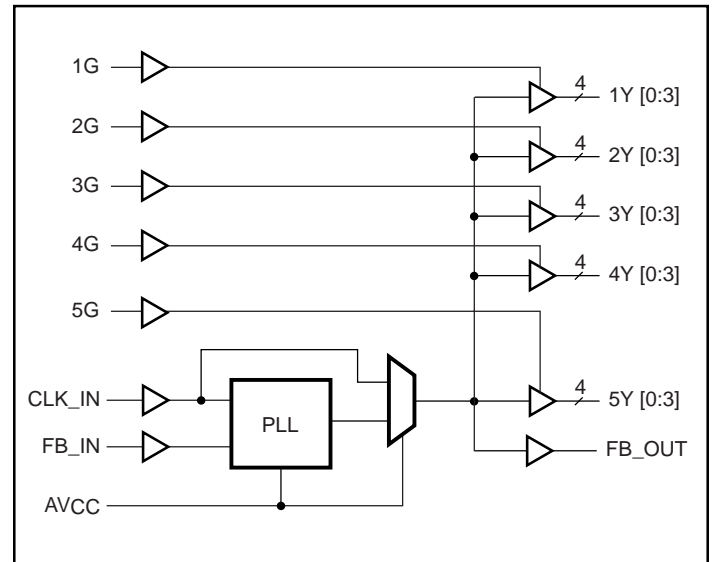 1G
4
1Y [0:3]
2G
4
2Y [0:3]
3G
4
3Y [0:3]
4G
4
4Y [0:3]
5G
CLK_IN
4
5Y [0:3]
PLL
FB_IN
FB_OUT
AVCC